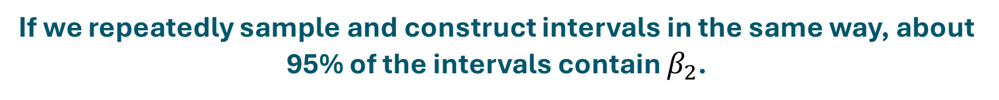 If we repeatedly sample and construct intervals in the same way, about
95% of the intervals contain β₂.